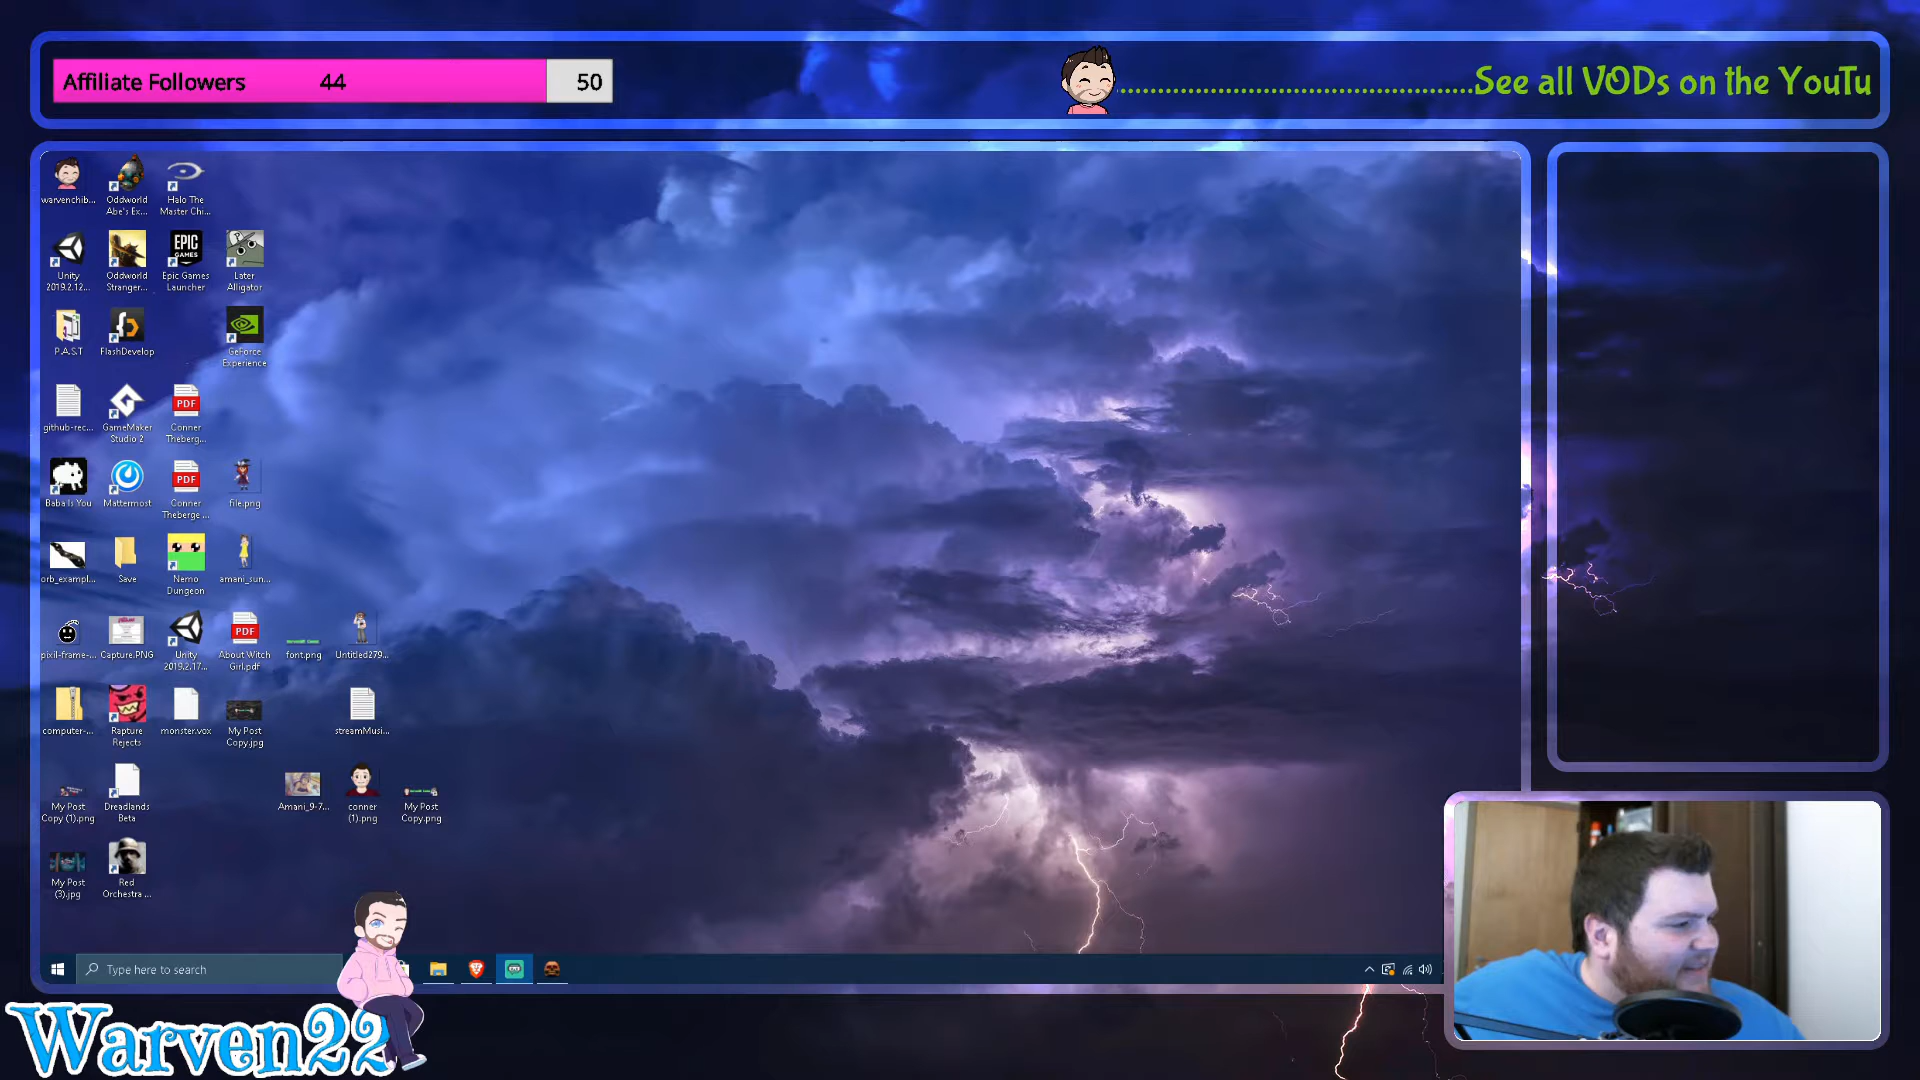 Affiliate Followers 44 50
See all VODs on the YouTu
warvenchib...
Oddworld
Abe's Ex...
Halo The
Master Chi...
Unity
2019.2.12...
Oddworld
Stranger...
EPIC
GAMES
Epic Games
Launcher
Later
Alligator
P.A.S.T
FlashDevelop
GeForce
Experience
github-rec...
GameMaker
Studio 2
PDF
Conner
Theberg...
Baba Is You
Mattermost
PDF
Conner
Theberge ...
file.png
orb_exampl...
Save
Nemo
Dungeon
amani_sun...
pixil-frame-...
Capture.PNG
Unity
2019.2.17...
PDF
About Witch
Girl.pdf
font.png
Untitled279...
computer-...
Rapture
Rejects
monster.vox
My Post
Copy.jpg
streamMusi...
My Post
Copy (1).png
Dreadlands
Beta
Amani_9-7...
conner
(1).png
My Post
Copy.png
My Post
(3).jpg
Red
Orchestra ...
Type here to search
Warven22